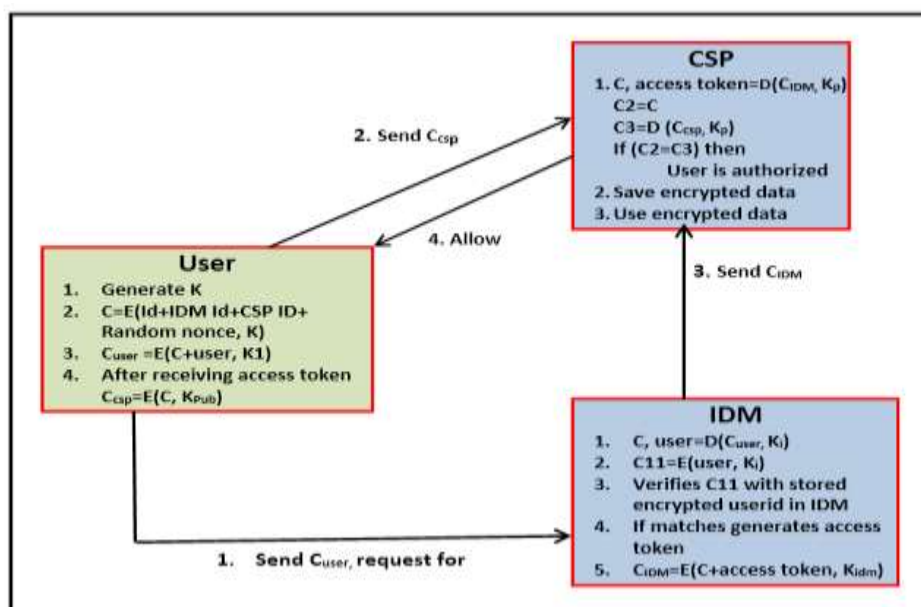 CSP
1. C, access token=D(CIDM, Kp)
C2=C
C3=D (Ccsp, Kp)
If (C2=C3) then
User is authorized
2. Save encrypted data
3. Use encrypted data
2. Send Ccsp
4. Allow
3. Send CIDM
User
1. Generate K
2. C=E(Id+IDM Id+CSP ID+
Random nonce, K)
3. Cuser =E(C+user, K1)
4. After receiving access token
Ccsp=E(C, KPub)
IDM
1. C, user=D(Cuser, Ki)
2. C11=E(user, Ki)
3. Verifies C11 with stored
encrypted userid in IDM
4. If matches generates access
token
5. CIDM=E(C+access token, Kidm)
1. Send Cuser, request for